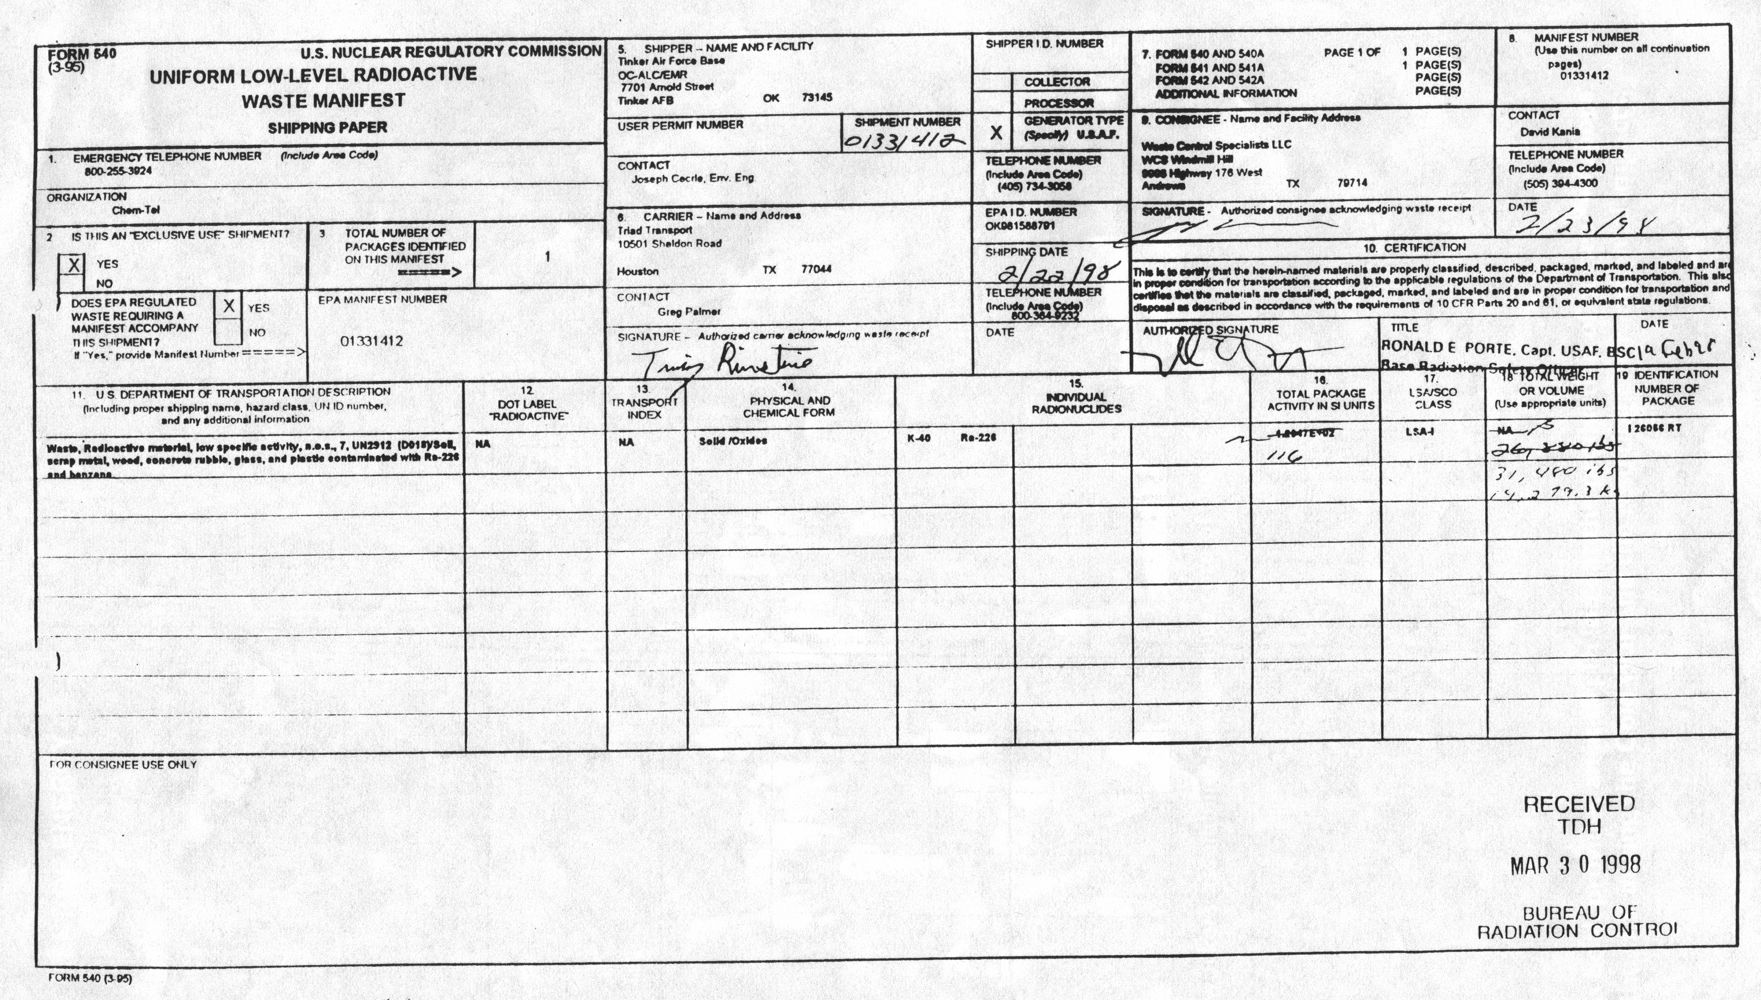 FORM 540
(3-95)
U.S. NUCLEAR REGULATORY COMMISSION
UNIFORM LOW-LEVEL RADIOACTIVE
WASTE MANIFEST
SHIPPING PAPER
1. EMERGENCY TELEPHONE NUMBER (Include Area Code)
800-255-3924
ORGANIZATION
Chem-Tel
2 IS THIS AN "EXCLUSIVE USE" SHIPMENT?
X YES
NO
3 TOTAL NUMBER OF
PACKAGES IDENTIFIED
ON THIS MANIFEST
=====>
1
DOES EPA REGULATED
WASTE REQUIRING A
MANIFEST ACCOMPANY
THIS SHIPMENT?
If "Yes," provide Manifest Number =====>
X YES
NO
EPA MANIFEST NUMBER
01331412
5. SHIPPER -- NAME AND FACILITY
Tinker Air Force Base
OC-ALC/EMR
7701 Arnold Street
Tinker AFB OK 73145
USER PERMIT NUMBER
SHIPMENT NUMBER
01331412
CONTACT
Joseph Cecrle, Env. Eng
6. CARRIER -- Name and Address
Triad Transport
10501 Sheldon Road
Houston TX 77044
CONTACT
Greg Palmer
SIGNATURE -- Authorized carrier acknowledging waste receipt
SHIPPER I.D. NUMBER
COLLECTOR
PROCESSOR
X GENERATOR TYPE
(Specify) U.S.A.F.
TELEPHONE NUMBER
(Include Area Code)
(405) 734-3058
EPA I D. NUMBER
OK981588791
SHIPPING DATE
2/22/98
TELEPHONE NUMBER
(Include Area Code)
800-364-9232
DATE
7. FORM 540 AND 540A PAGE 1 OF 1 PAGE(S)
FORM 541 AND 541A 1 PAGE(S)
FORM 542 AND 542A PAGE(S)
ADDITIONAL INFORMATION PAGE(S)
8. MANIFEST NUMBER
(Use this number on all continuation
pages)
01331412
9. CONSIGNEE - Name and Facility Address
Waste Control Specialists LLC
WCS Windmill Hill
9998 Highway 176 West
Andrews TX 79714
CONTACT
David Kania
TELEPHONE NUMBER
(Include Area Code)
(505) 394-4300
SIGNATURE - Authorized consignee acknowledging waste receipt
DATE
2/23/98
10. CERTIFICATION
This is to certify that the herein-named materials are properly classified, described, packaged, marked, and labeled and are
in proper condition for transportation according to the applicable regulations of the Department of Transportation. This also
certifies that the materials are classified, packaged, marked, and labeled and are in proper condition for transportation and
disposal as described in accordance with the requirements of 10 CFR Parts 20 and 61, or equivalent state regulations.
AUTHORIZED SIGNATURE
TITLE
RONALD E PORTE, Capt, USAF, BSC
Base Radiation Safety Officer
DATE
19 Feb 98
11. U S. DEPARTMENT OF TRANSPORTATION DESCRIPTION
(Including proper shipping name, hazard class, UN ID number,
and any additional information
12.
DOT LABEL
"RADIOACTIVE"
13.
TRANSPORT
INDEX
14.
PHYSICAL AND
CHEMICAL FORM
15.
INDIVIDUAL
RADIONUCLIDES
16.
TOTAL PACKAGE
ACTIVITY IN SI UNITS
17.
LSA/SCO
CLASS
18 TOTAL WEIGHT
OR VOLUME
(Use appropriate units)
19 IDENTIFICATION
NUMBER OF
PACKAGE
Waste, Radioactive material, low specific activity, n.o.s., 7, UN2912 (D018)/Soil,
scrap metal, wood, concrete rubble, glass, and plastic contaminated with Ra-226
and benzene
NA
NA
Solid /Oxides
K-40 Ra-226
116
LSA-I
NA
31,480 lbs
14,279.3 k
I 26066 RT
FOR CONSIGNEE USE ONLY
RECEIVED
TDH
MAR 30 1998
BUREAU OF
RADIATION CONTROL
FORM 540 (3-95)